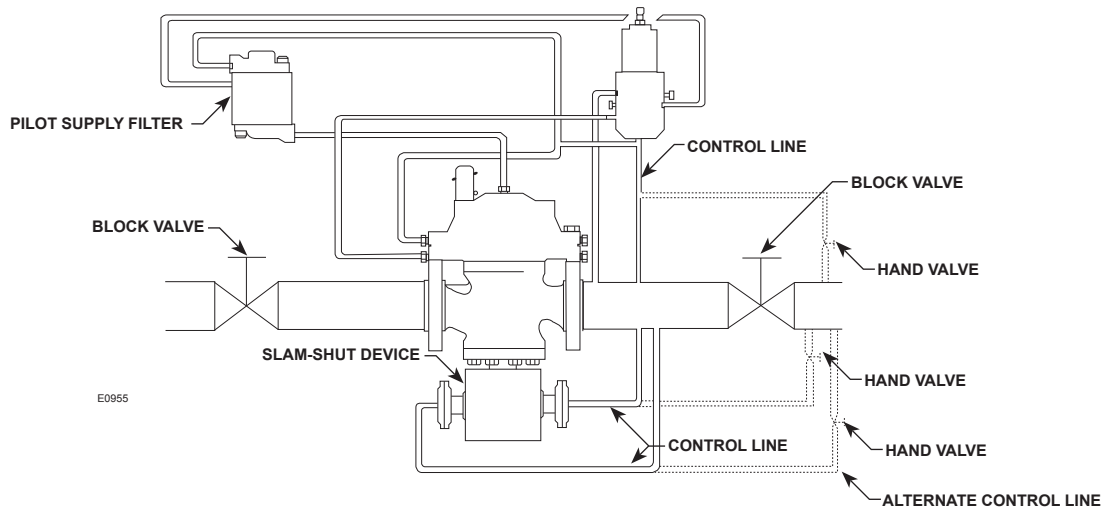 PILOT SUPPLY FILTER
CONTROL LINE
BLOCK VALVE
BLOCK VALVE
HAND VALVE
SLAM-SHUT DEVICE
HAND VALVE
E0955
CONTROL LINE
HAND VALVE
ALTERNATE CONTROL LINE